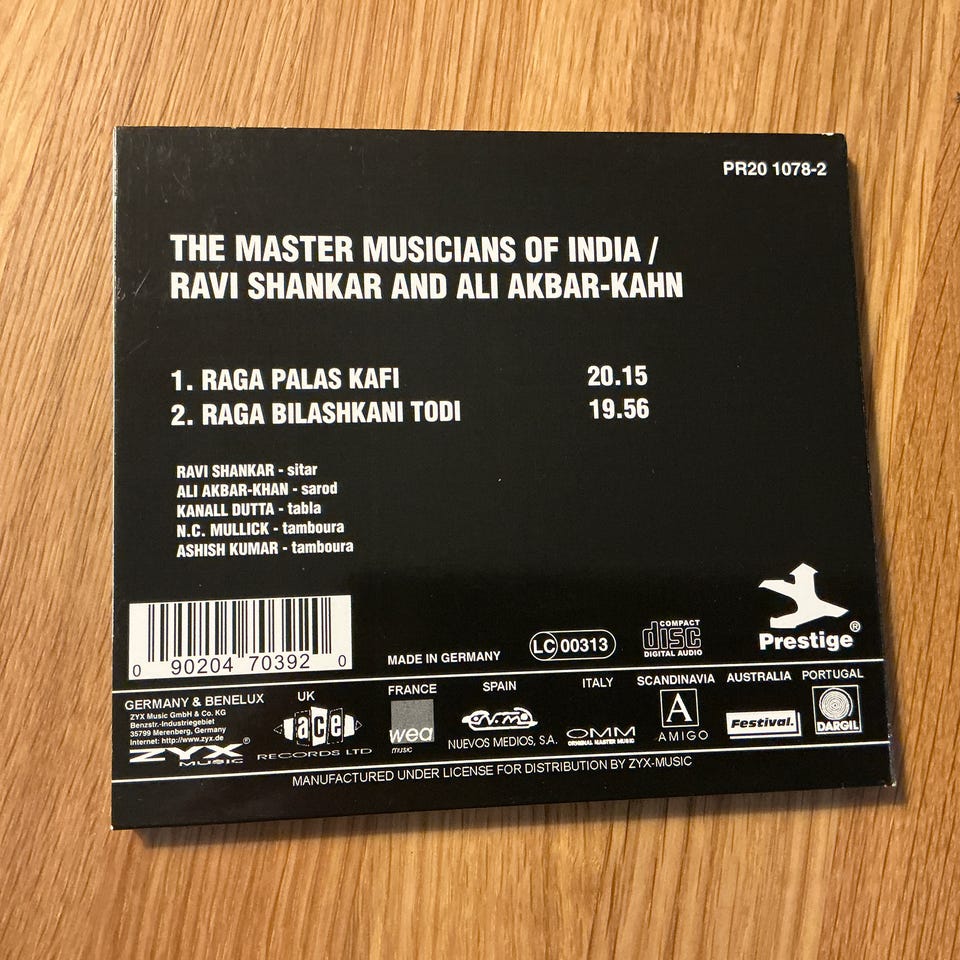 PR20 1078-2
THE MASTER MUSICIANS OF INDIA /
RAVI SHANKAR AND ALI AKBAR-KAHN
1. RAGA PALAS KAFI 20.15
2. RAGA BILASHKANI TODI 19.56
RAVI SHANKAR - sitar
ALI AKBAR-KHAN - sarod
KANALL DUTTA - tabla
N.C. MULLICK - tamboura
ASHISH KUMAR - tamboura
0 90204 70392 0
MADE IN GERMANY
LC 00313
COMPACT
disc
DIGITAL AUDIO
Prestige®
GERMANY & BENELUX
ZYX Music GmbH & Co. KG
Benzstr.-Industriegebiet
35799 Merenberg, Germany
Internet: http://www.zyx.de
ZYX®
MUSIC
UK
ace
RECORDS LTD
FRANCE
wea
music
SPAIN
NUEVOS MEDIOS, S.A.
ITALY
OMM
ORIGINAL MASTER MUSIC
SCANDINAVIA
A
AMIGO
AUSTRALIA
Festival.
PORTUGAL
DARGIL
MANUFACTURED UNDER LICENSE FOR DISTRIBUTION BY ZYX-MUSIC